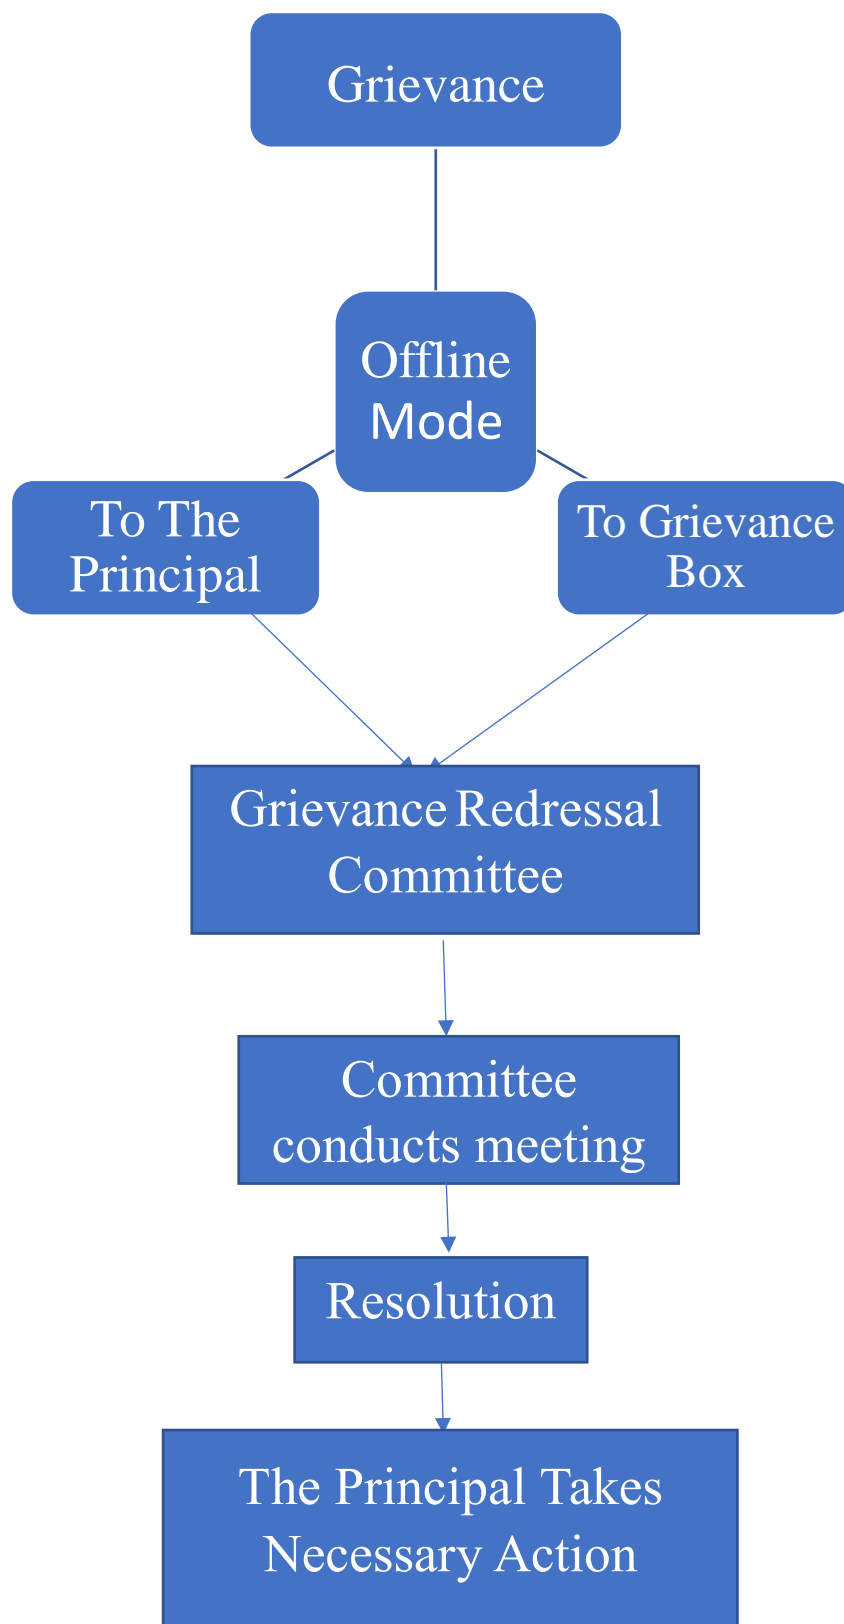 Grievance
Offline
Mode
To The
Principal
To Grievance
Box
Grievance Redressal
Committee
Committee
conducts meeting
Resolution
The Principal Takes
Necessary Action